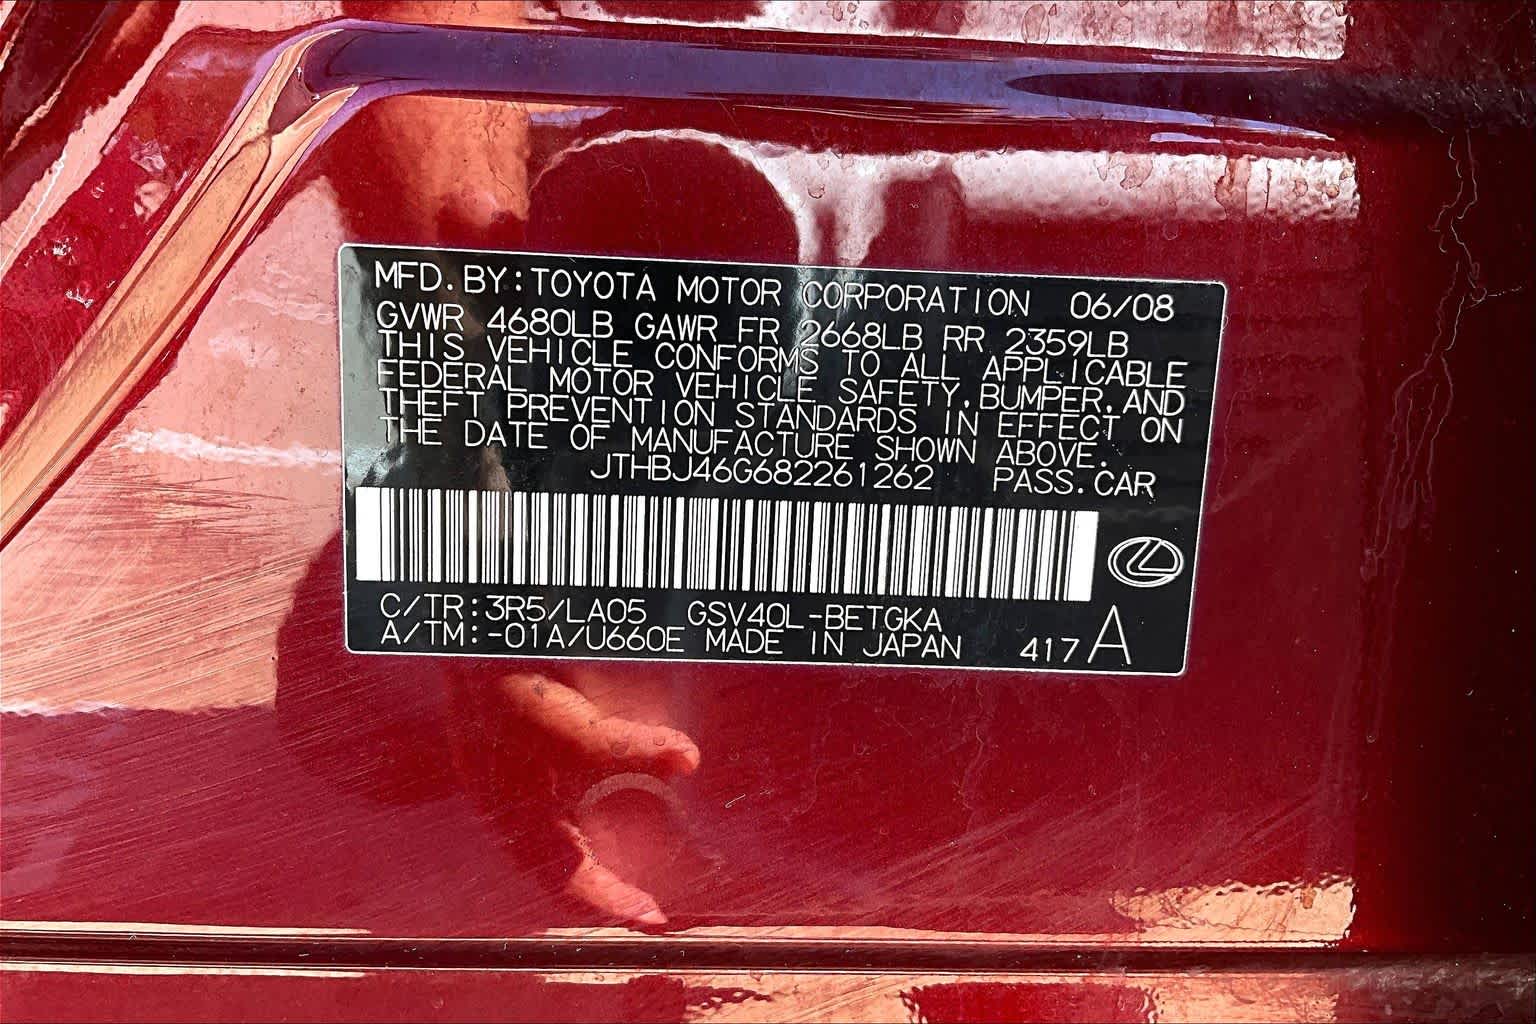 MFD. BY: TOYOTA MOTOR CORPORATION 06/08
GVWR 4680LB GAWR FR 2668LB RR 2359LB
THIS VEHICLE CONFORMS TO ALL APPLICABLE
FEDERAL MOTOR VEHICLE SAFETY, BUMPER, AND
THEFT PREVENTION STANDARDS IN EFFECT ON
THE DATE OF MANUFACTURE SHOWN ABOVE.
JTHBJ46G682261262 PASS. CAR
C/TR: 3R5/LA05 GSV40L-BETGKA
A/TM: -01A/U660E MADE IN JAPAN 417 A